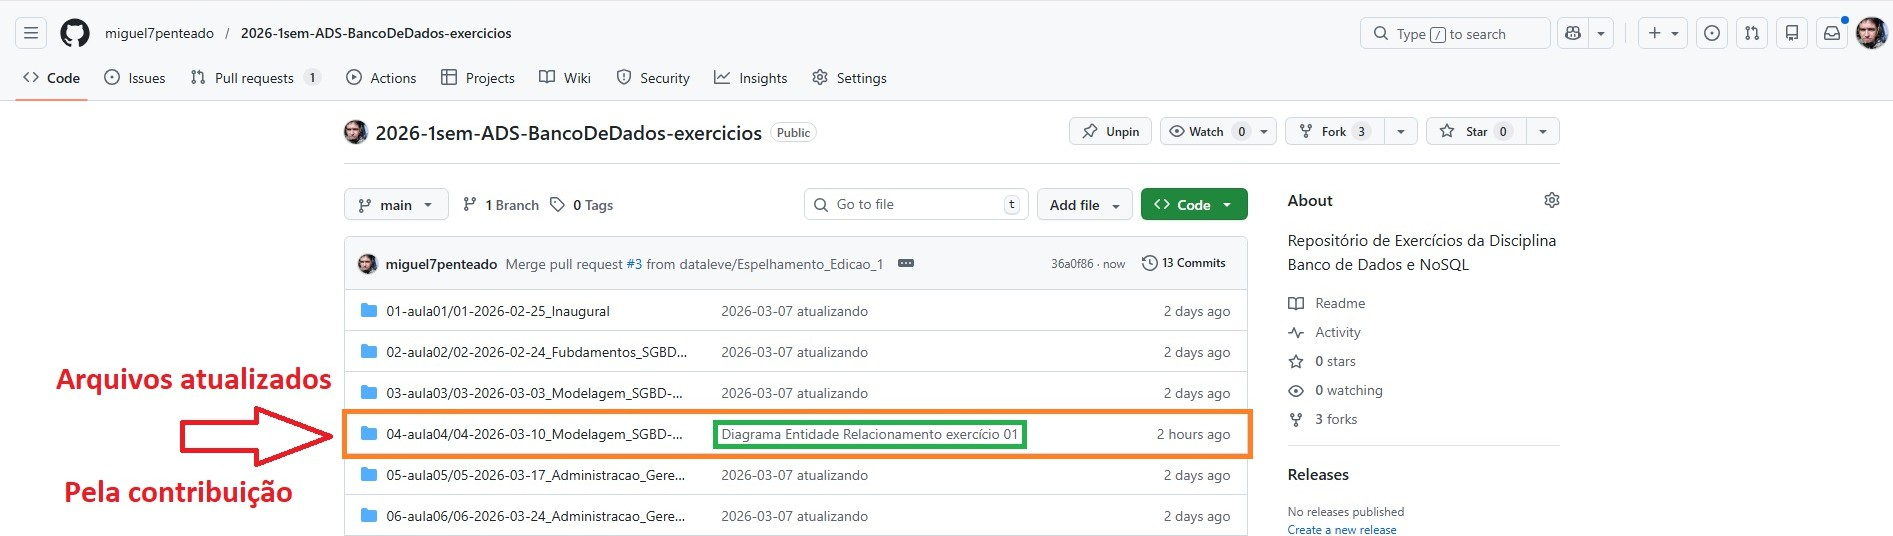 miguel7penteado / 2026-1sem-ADS-BancoDeDados-exercicios
Type / to search
Code Issues Pull requests 1 Actions Projects Wiki Security Insights Settings
2026-1sem-ADS-BancoDeDados-exercicios Public
Unpin Watch 0 Fork 3 Star 0
main 1 Branch 0 Tags Go to file t Add file Code
miguel7penteado Merge pull request #3 from dataleve/Espelhamento_Edicao_1 36a0f86 · now 13 Commits
01-aula01/01-2026-02-25_Inaugural 2026-03-07 atualizando 2 days ago
02-aula02/02-2026-02-24_Fubdamentos_SGBD... 2026-03-07 atualizando 2 days ago
03-aula03/03-2026-03-03_Modelagem_SGBD-... 2026-03-07 atualizando 2 days ago
04-aula04/04-2026-03-10_Modelagem_SGBD-... Diagrama Entidade Relacionamento exercício 01 2 hours ago
05-aula05/05-2026-03-17_Administracao_Gere... 2026-03-07 atualizando 2 days ago
06-aula06/06-2026-03-24_Administracao_Gere... 2026-03-07 atualizando 2 days ago
Arquivos atualizados
Pela contribuição
About
Repositório de Exercícios da Disciplina
Banco de Dados e NoSQL
Readme
Activity
0 stars
0 watching
3 forks
Releases
No releases published
Create a new release